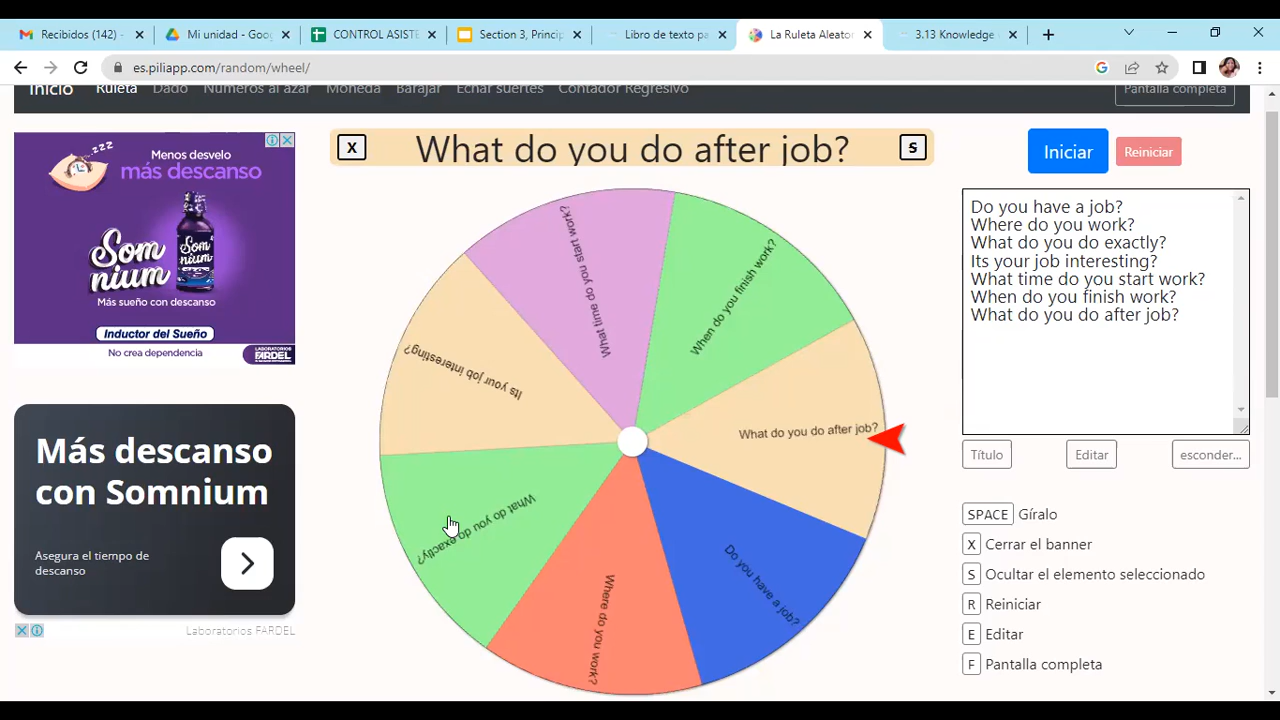 Recibidos (142) -
Mi unidad - Goog
CONTROL ASISTE
Section 3, Princip
Libro de texto pa
La Ruleta Aleator
3.13 Knowledge
es.piliapp.com/random/wheel/
Inicio Ruleta Dado Números al azar Moneda Barajar Echar suertes Contador Regresivo Pantalla completa
X What do you do after job? S
Iniciar Reiniciar
zzz
Menos desvelo
más descanso
Som
nium
Som
nium
Más sueño con descanso
Inductor del Sueño
No crea dependencia
LABORATORIOS
FARDEL
Más descanso
con Somnium
Asegura el tiempo de
descanso
Laboratorios FARDEL
What time do you start work?
When do you finish work?
Its your job interesting?
What do you do after job?
What do you do exactly?
Do you have a job?
Where do you work?
Do you have a job?
Where do you work?
What do you do exactly?
Its your job interesting?
What time do you start work?
When do you finish work?
What do you do after job?
Título Editar esconder...
SPACE Gíralo
X Cerrar el banner
S Ocultar el elemento seleccionado
R Reiniciar
E Editar
F Pantalla completa